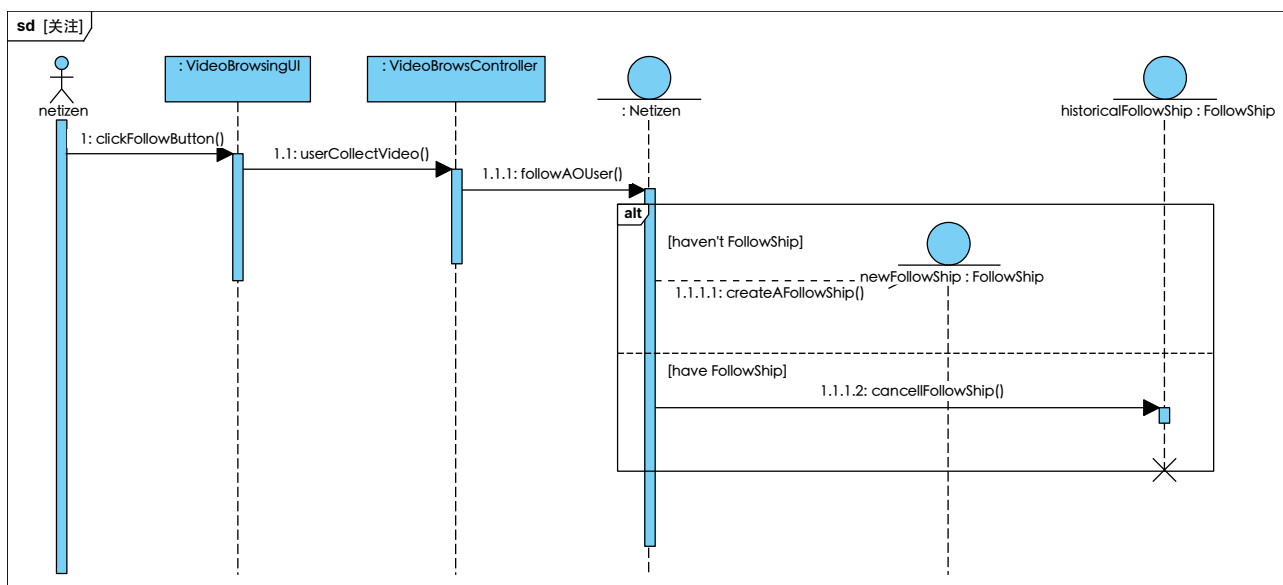 sd [关注]
netizen
: VideoBrowsingUI
: VideoBrowsController
: Netizen
historicalFollowShip : FollowShip
1: clickFollowButton()
1.1: userCollectVideo()
1.1.1: followAOUser()
alt
[haven't FollowShip]
newFollowShip : FollowShip
1.1.1.1: createAFollowShip()
[have FollowShip]
1.1.1.2: cancellFollowShip()